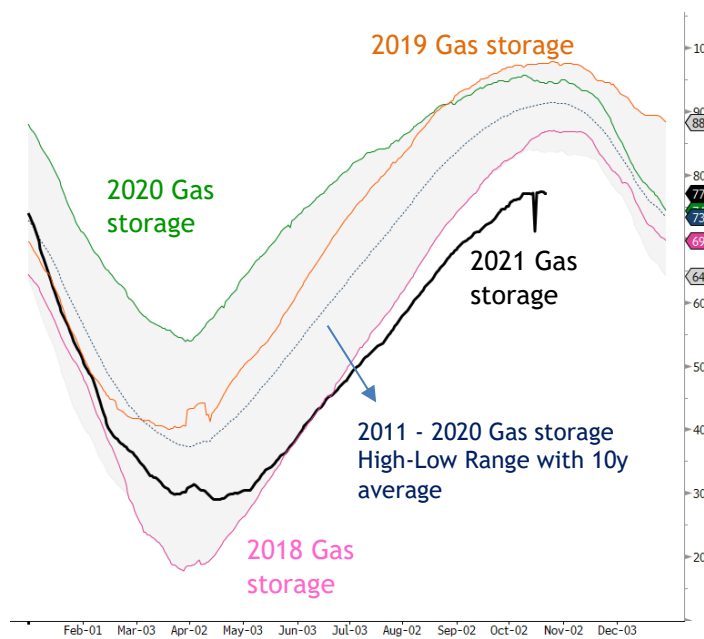 2019 Gas storage
2020 Gas
storage
2021 Gas
storage
2011 - 2020 Gas storage
High-Low Range with 10y
average
2018 Gas
storage
90
88
80
77
73
69
64
60
50
40
30
20
Feb-01 Mar-03 Apr-02 May-03 Jun-03 Jul-03 Aug-02 Sep-02 Oct-02 Nov-02 Dec-03